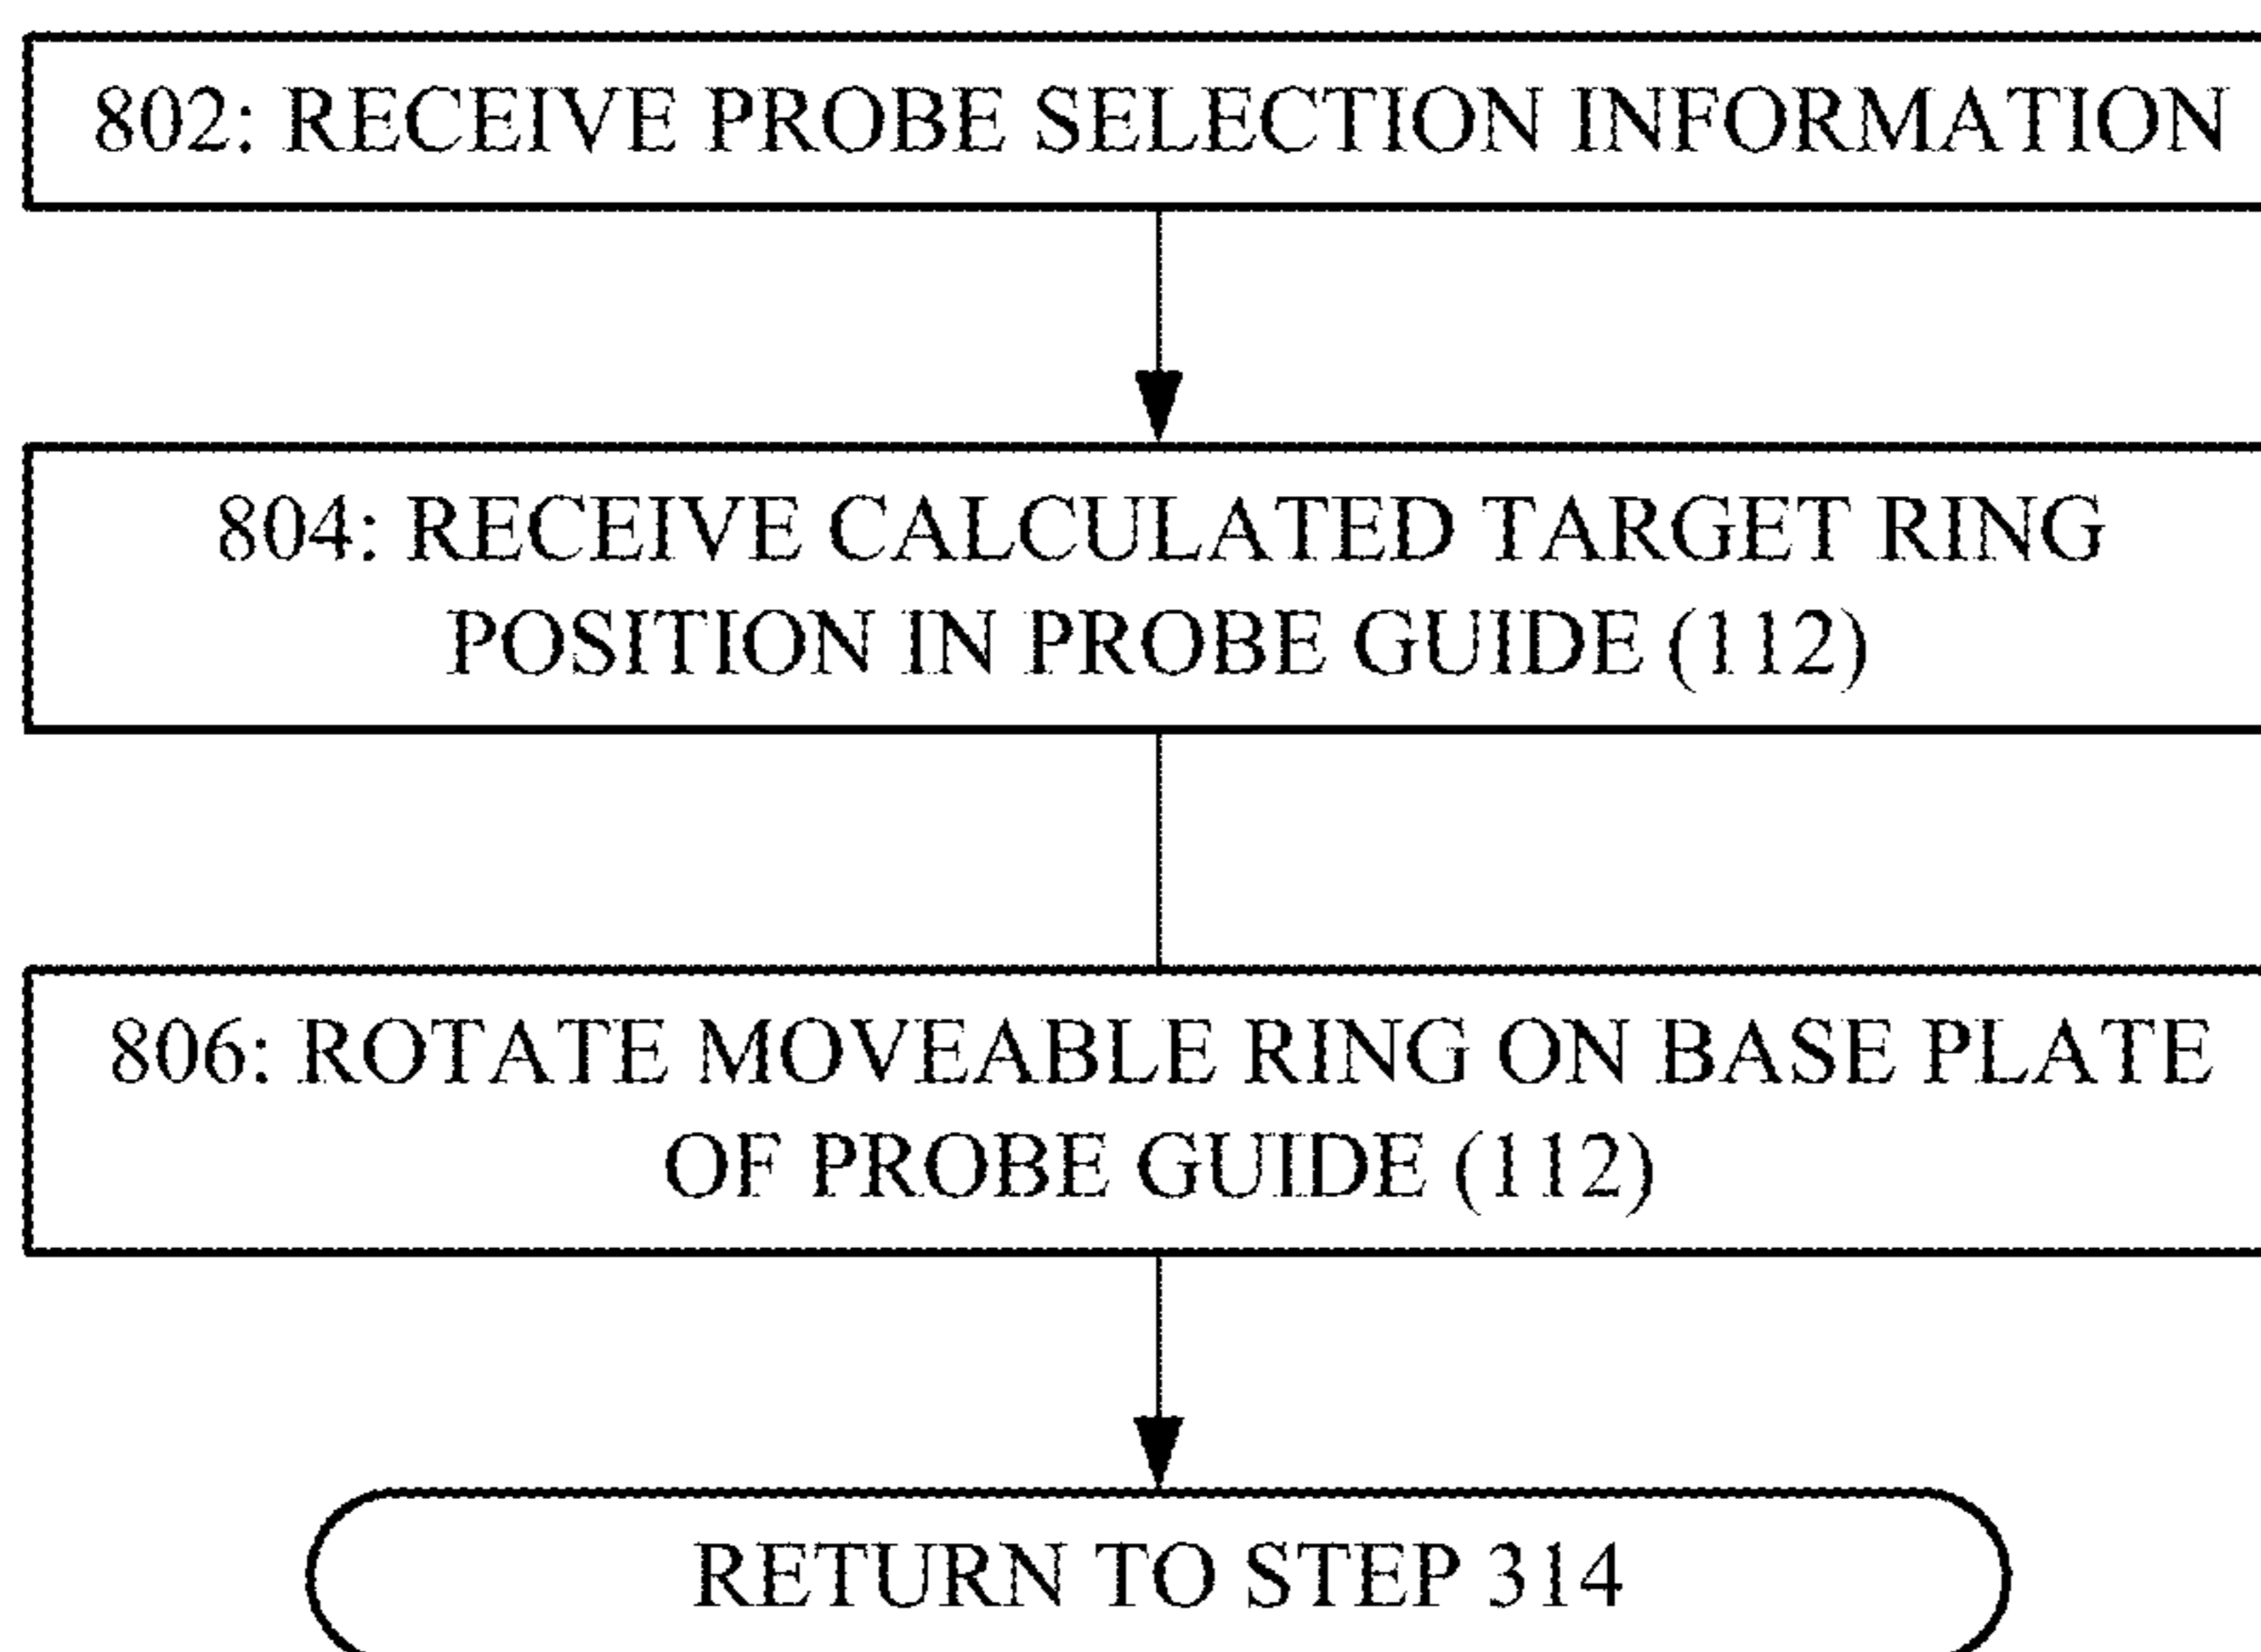 802: RECEIVE PROBE SELECTION INFORMATION
804: RECEIVE CALCULATED TARGET RING
POSITION IN PROBE GUIDE (112)
806: ROTATE MOVEABLE RING ON BASE PLATE
OF PROBE GUIDE (112)
RETURN TO STEP 314